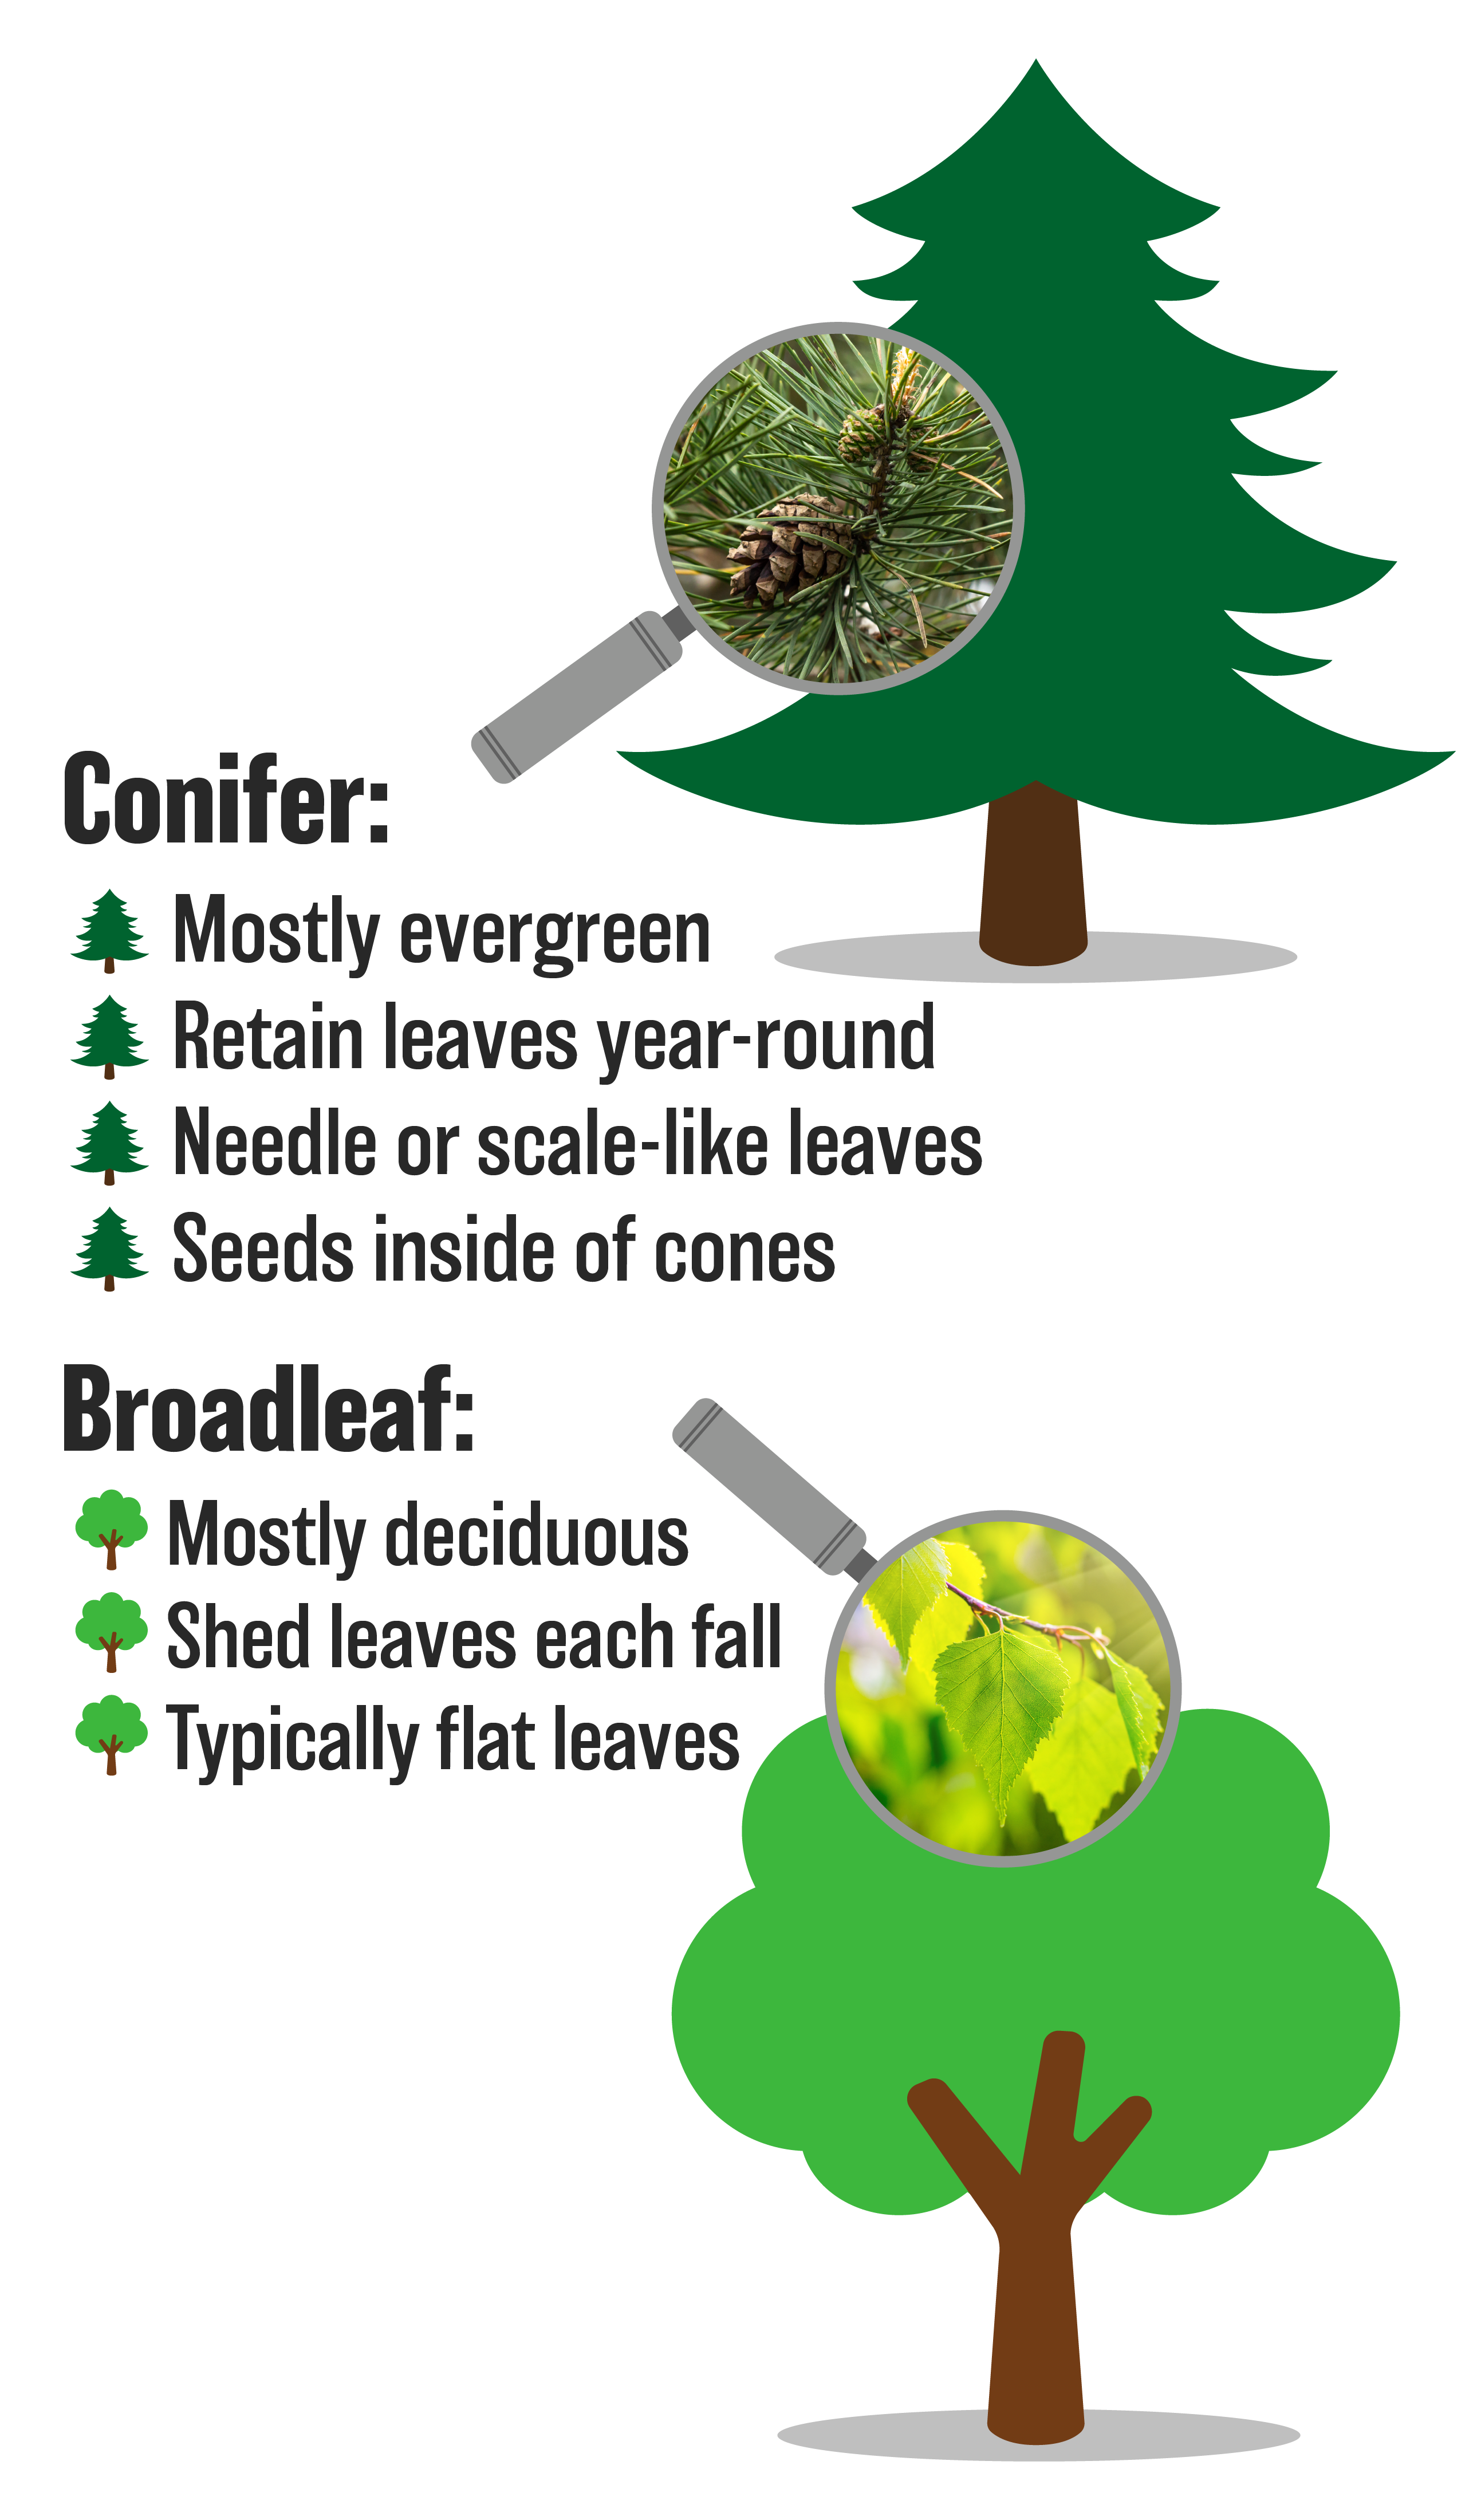 Conifer:
Mostly evergreen
Retain leaves year-round
Needle or scale-like leaves
Seeds inside of cones
Broadleaf:
Mostly deciduous
Shed leaves each fall
Typically flat leaves